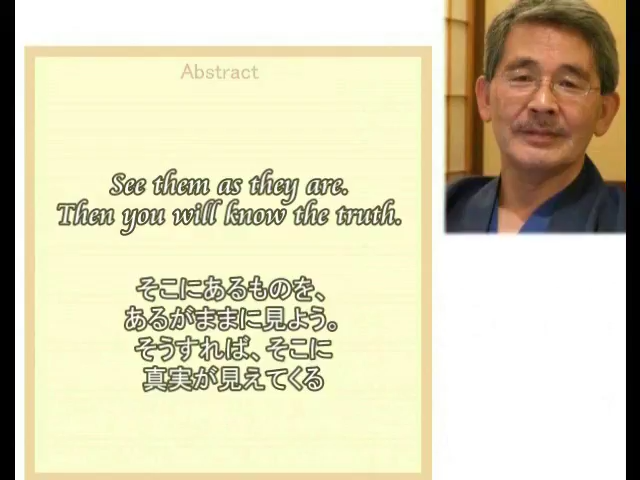 Abstract
See them as they are.
Then you will know the truth.
そこにあるものを、
あるがままに見よう。
そうすれば、そこに
真実が見えてくる